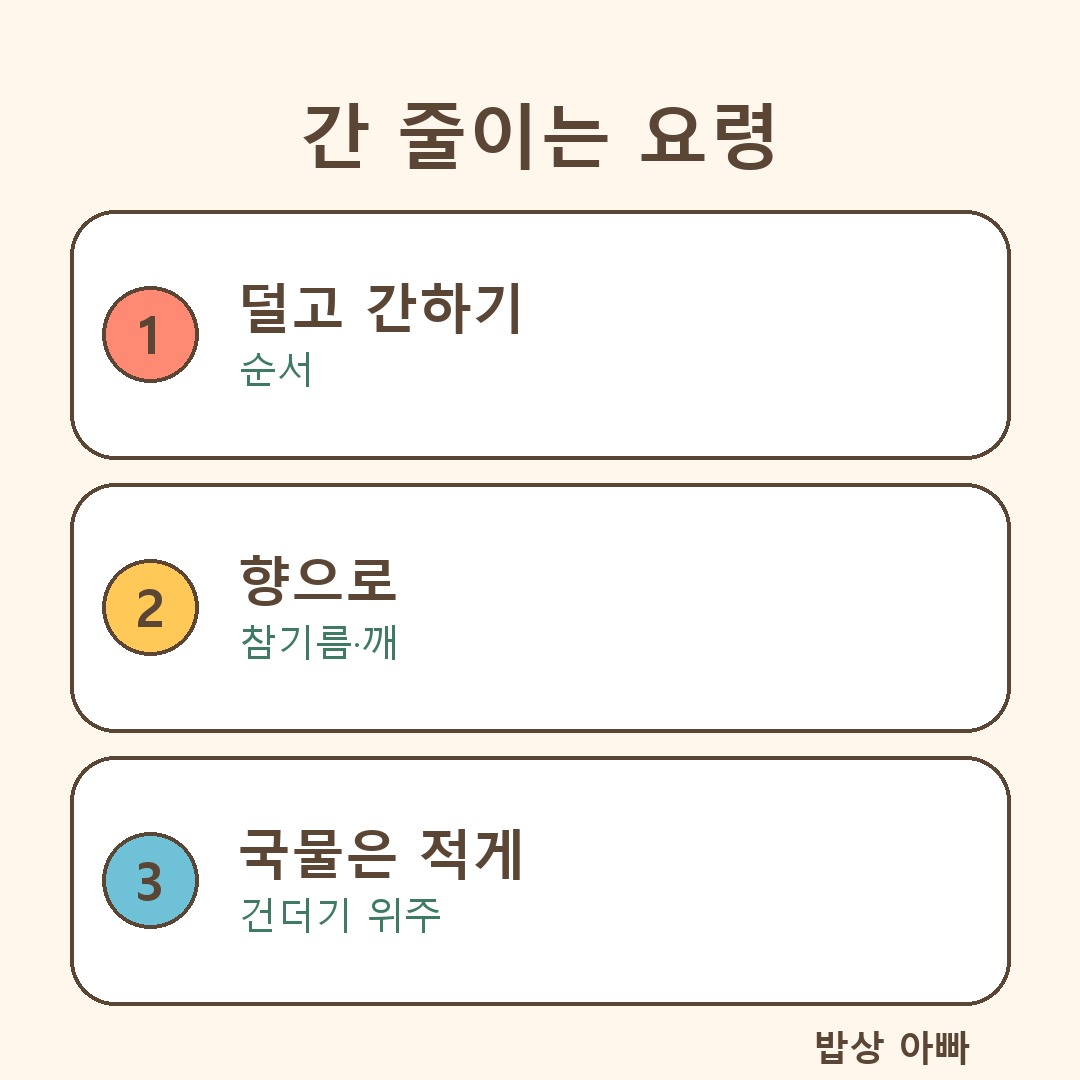 간 줄이는 요령
1
덜고 간하기
순서
2
향으로
참기름·깨
3
국물은 적게
건더기 위주
밥상 아빠